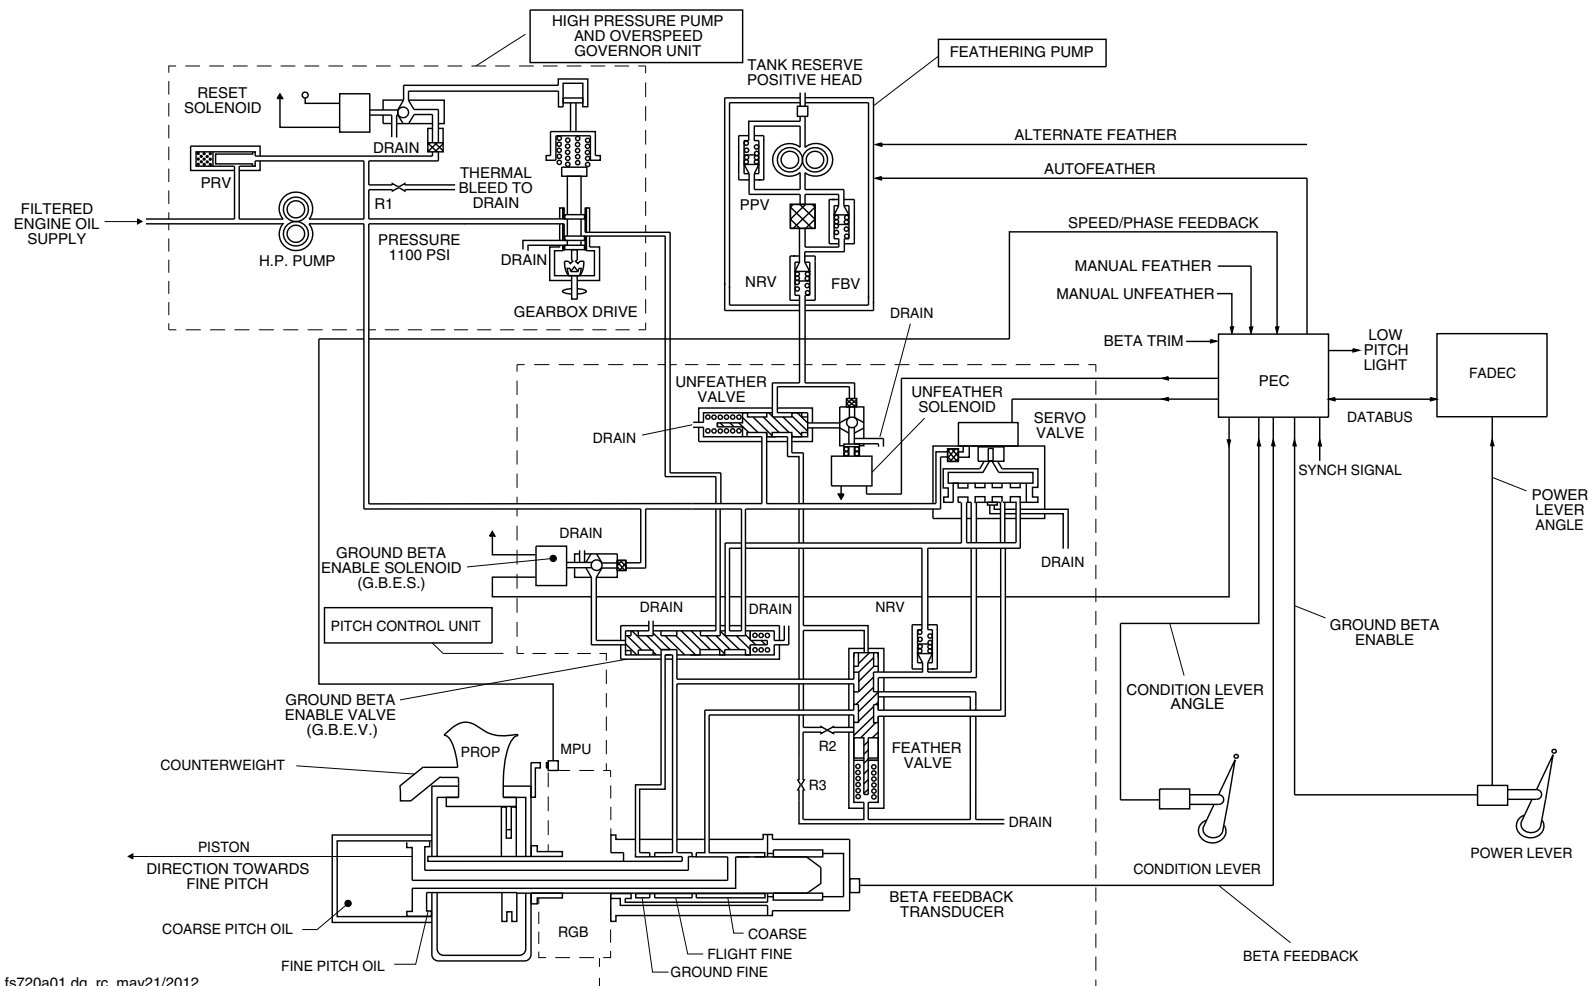 HIGH PRESSURE PUMP
AND OVERSPEED
GOVERNOR UNIT
FEATHERING PUMP
TANK RESERVE
POSITIVE HEAD
RESET
SOLENOID
DRAIN
PRV
THERMAL
BLEED TO
DRAIN
R1
FILTERED
ENGINE OIL
SUPPLY
H.P. PUMP
PRESSURE
1100 PSI
DRAIN
GEARBOX DRIVE
PPV
NRV
FBV
ALTERNATE FEATHER
AUTOFEATHER
SPEED/PHASE FEEDBACK
MANUAL FEATHER
MANUAL UNFEATHER
BETA TRIM
LOW
PITCH
LIGHT
PEC
FADEC
DATABUS
SYNCH SIGNAL
POWER
LEVER
ANGLE
DRAIN
UNFEATHER
VALVE
UNFEATHER
SOLENOID
SERVO
VALVE
DRAIN
DRAIN
DRAIN
GROUND BETA
ENABLE SOLENOID
(G.B.E.S.)
DRAIN
DRAIN
NRV
PITCH CONTROL UNIT
GROUND BETA
ENABLE
CONDITION LEVER
ANGLE
GROUND BETA
ENABLE VALVE
(G.B.E.V.)
R2
FEATHER
VALVE
R3
DRAIN
PROP
MPU
COUNTERWEIGHT
PISTON
DIRECTION TOWARDS
FINE PITCH
CONDITION LEVER
POWER LEVER
BETA FEEDBACK
TRANSDUCER
COARSE PITCH OIL
RGB
COARSE
FLIGHT FINE
GROUND FINE
FINE PITCH OIL
BETA FEEDBACK
fs720a01.dg, rc, may21/2012